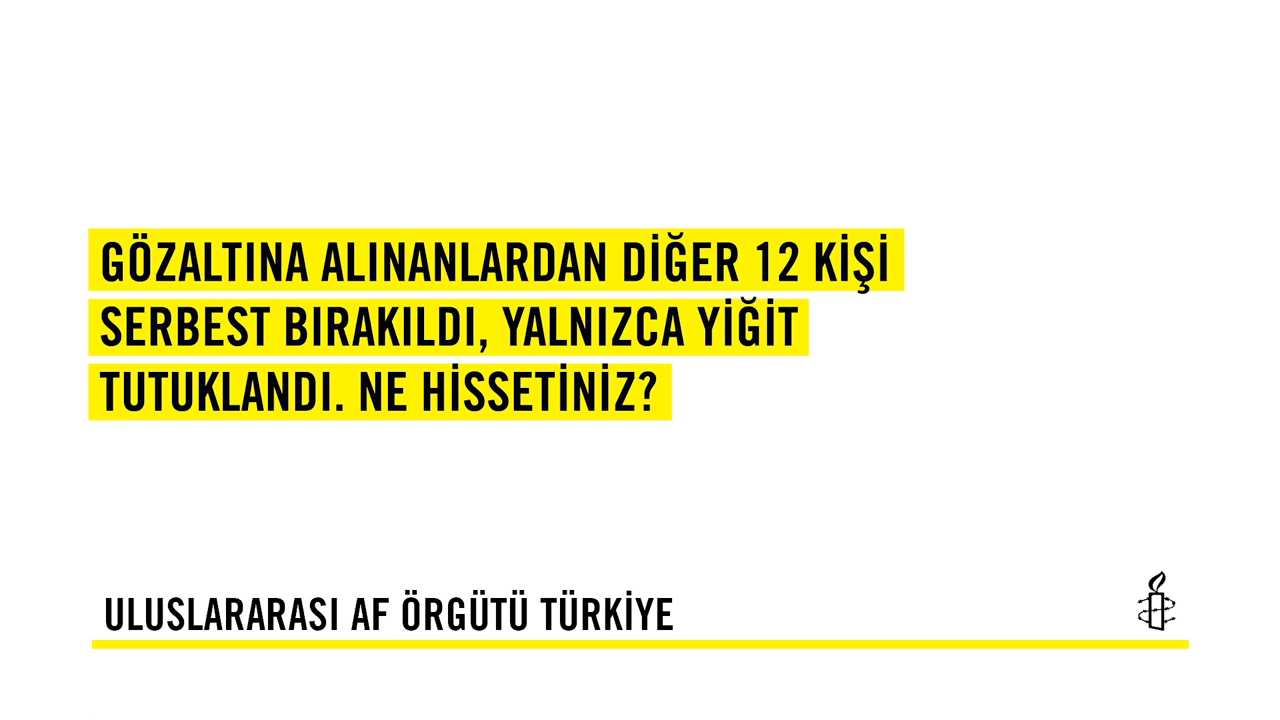 GÖZALTINA ALINANLARDAN DİĞER 12 KİŞİ
SERBEST BIRAKILDI, YALNIZCA YİĞİT
TUTUKLANDI. NE HİSSETİNİZ?
ULUSLARARASI AF ÖRGÜTÜ TÜRKİYE